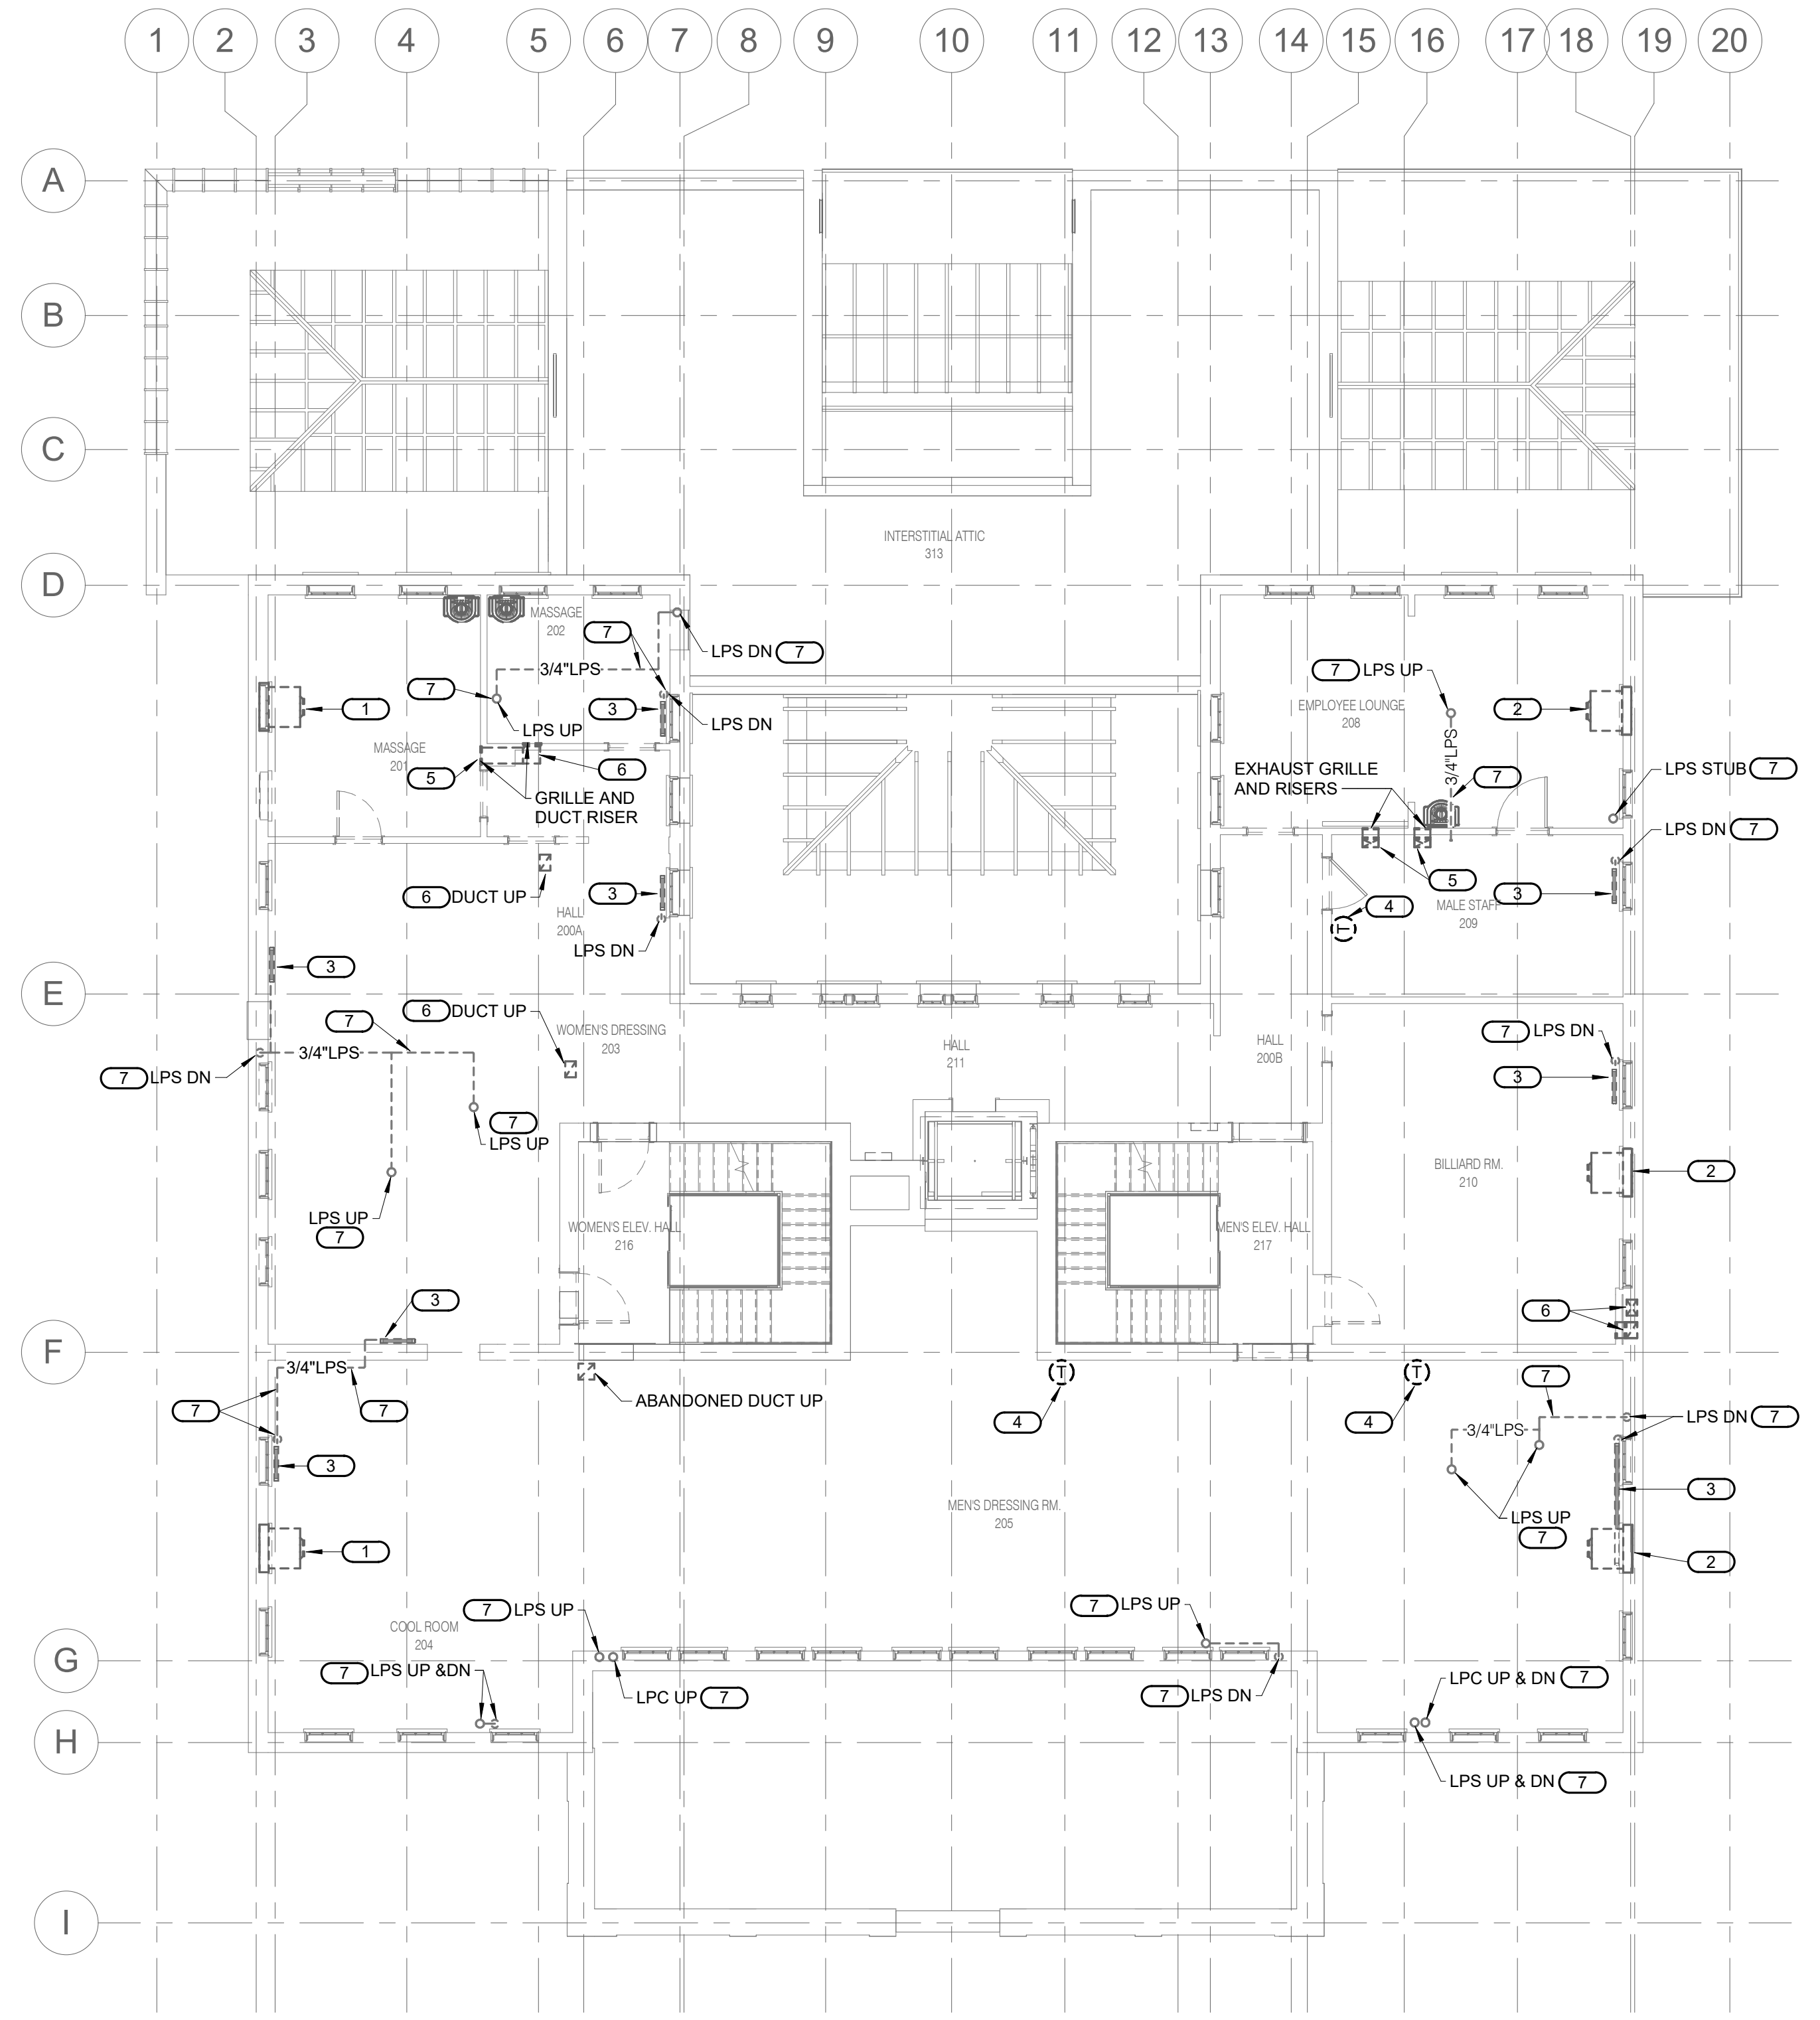 1
2
3
4
5
6
7
8
9
10
11
12
13
14
15
16
17
18
19
20
A
B
C
D
E
F
G
H
I
INTERSTITIAL ATTIC
313
MASSAGE
202
7
LPS DN 7
3/4"LPS
7
LPS UP
3
LPS DN
1
MASSAGE
201
5
6
GRILLE AND
DUCT RISER
7 LPS UP
EMPLOYEE LOUNGE
208
2
3/4"LPS
EXHAUST GRILLE
AND RISERS
7
LPS STUB 7
LPS DN 7
5
3
4
MALE STAFF
209
T
6 DUCT UP
3
HALL
200A
LPS DN
3
6 DUCT UP
7
WOMEN'S DRESSING
203
3/4"LPS
7 LPS DN
7
LPS UP
LPS UP
7
HALL
211
HALL
200B
7 LPS DN
3
BILLIARD RM.
210
2
WOMEN'S ELEV. HALL
216
MEN'S ELEV. HALL
217
6
3
3/4"LPS
7
7
ABANDONED DUCT UP
T
4
T
4
7
LPS DN 7
3/4"LPS
3
3
LPS UP
7
MEN'S DRESSING RM.
205
1
2
7 LPS UP
7 LPS UP
COOL ROOM
204
7 LPS UP &DN
LPC UP 7
7 LPS DN
LPC UP & DN 7
LPS UP & DN 7